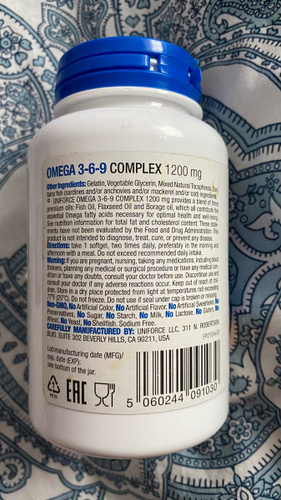 OMEGA 3-6-9 COMPLEX 1200 mg
Other Ingredients: Gelatin, Vegetable Glycerin, Mixed Natural Tocopherols.
fish (sardines and/or anchovies and/or mackerel and/or cod) ingredients.
UNIFORCE OMEGA 3-6-9 COMPLEX 1200 mg provides a blend of three
premium oils: Fish Oil, Flaxseed Oil and Borage oil, all which contribute to the
essential Omega fatty acids necessary for optimal health and well-being.
See nutrition information for total fat and cholesterol content. These state-
ments have not been evaluated by the Food and Drug Administration. This
product is not intended to diagnose, treat, cure, or prevent any disease.
Directions: take 1 softgel, two times daily, preferably in the morning and
afternoon with a meal. Do not exceed recommended daily intake.
Warning: If you are pregnant, nursing, taking any medications, including blood
thinners, planning any medical or surgical procedure or have any medical condi-
tion or have any doubts, consult your doctor before use. Discontinue use and
consult your doctor if any adverse reactions occur. Keep out of reach of chil-
dren. Store in a dry place protected from light at temperatures not exceeding
77°F (25°C). Do not freeze. Do not use if seal under cap is broken or missing.
Non-GMO, No Artificial Color, No Artificial Flavor, No Artificial Sweetener, No
Preservatives, No Sugar, No Starch, No Milk, No Lactose, No Gluten, No
Wheat, No Yeast, No Shellfish, Sodium Free.
CAREFULLY MANUFACTURED BY: UNIFORCE LLC, 311 N. ROBERTSON
BLVD. SUITE 302 BEVERLY HILLS, CA 90211, USA
Lot/manufacturing date (MFG)/
exp. date (EXP):
see bottom of the jar.
EAC
5 060244 091030